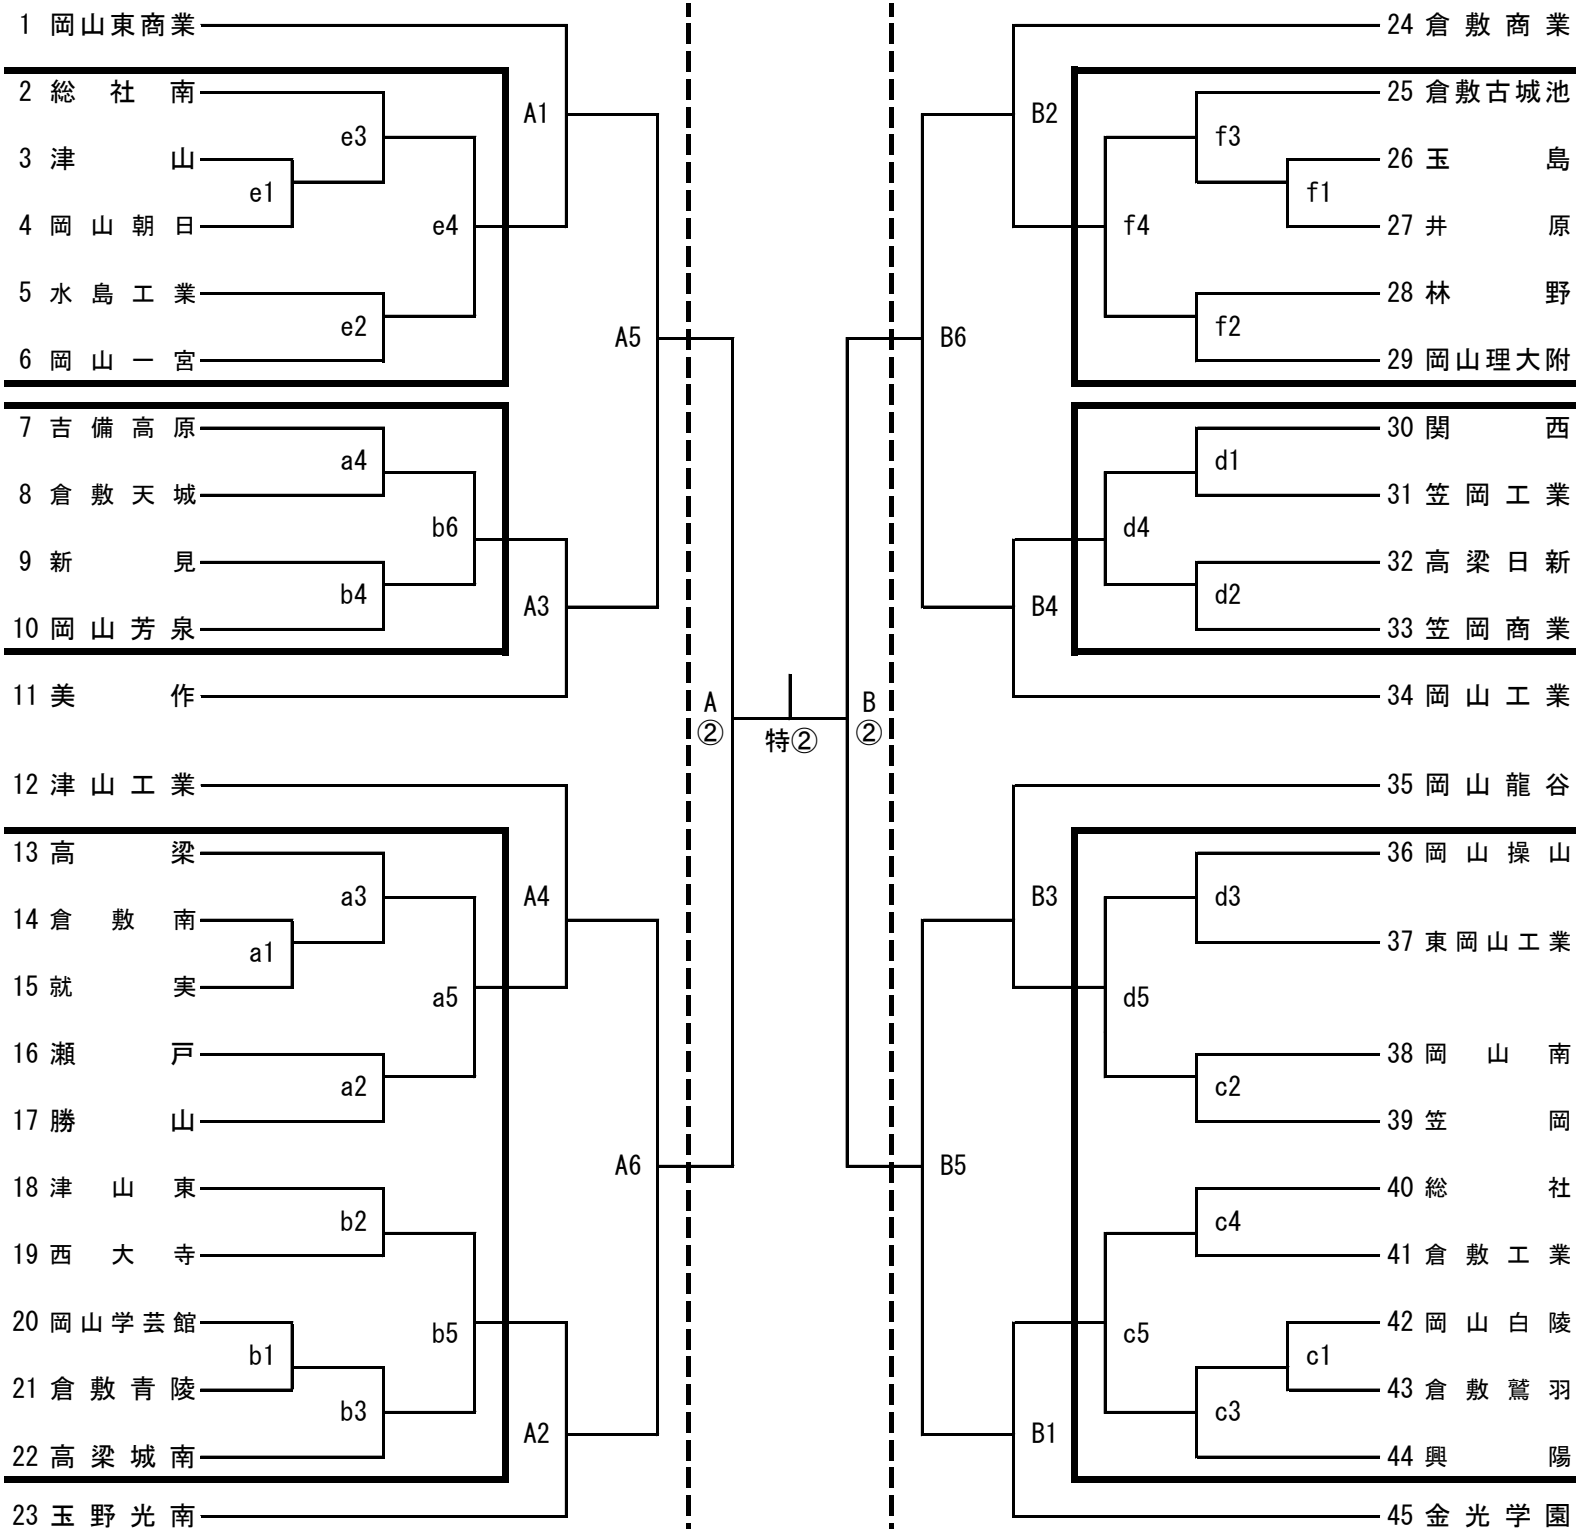 1 岡山東商業
2 総社南
3 津山
4 岡山朝日
5 水島工業
6 岡山一宮
7 吉備高原
8 倉敷天城
9 新見
10 岡山芳泉
11 美作
12 津山工業
13 高梁
14 倉敷南
15 就実
16 瀬戸
17 勝山
18 津山東
19 西大寺
20 岡山学芸館
21 倉敷青陵
22 高梁城南
23 玉野光南
e3
e1
e2
e4
a4
b4
b6
a3
a1
a2
a5
b2
b1
b3
b5
A1
A3
A4
A2
A5
A6
A
②
特②
B
②
B6
B5
B2
B4
B3
B1
f3
f1
f4
f2
d1
d4
d2
d3
d5
c2
c4
c5
c1
c3
24 倉敷商業
25 倉敷古城池
26 玉島
27 井原
28 林野
29 岡山理大附
30 関西
31 笠岡工業
32 高梁日新
33 笠岡商業
34 岡山工業
35 岡山龍谷
36 岡山操山
37 東岡山工業
38 岡山南
39 笠岡
40 総社
41 倉敷工業
42 岡山白陵
43 倉敷鷲羽
44 興陽
45 金光学園